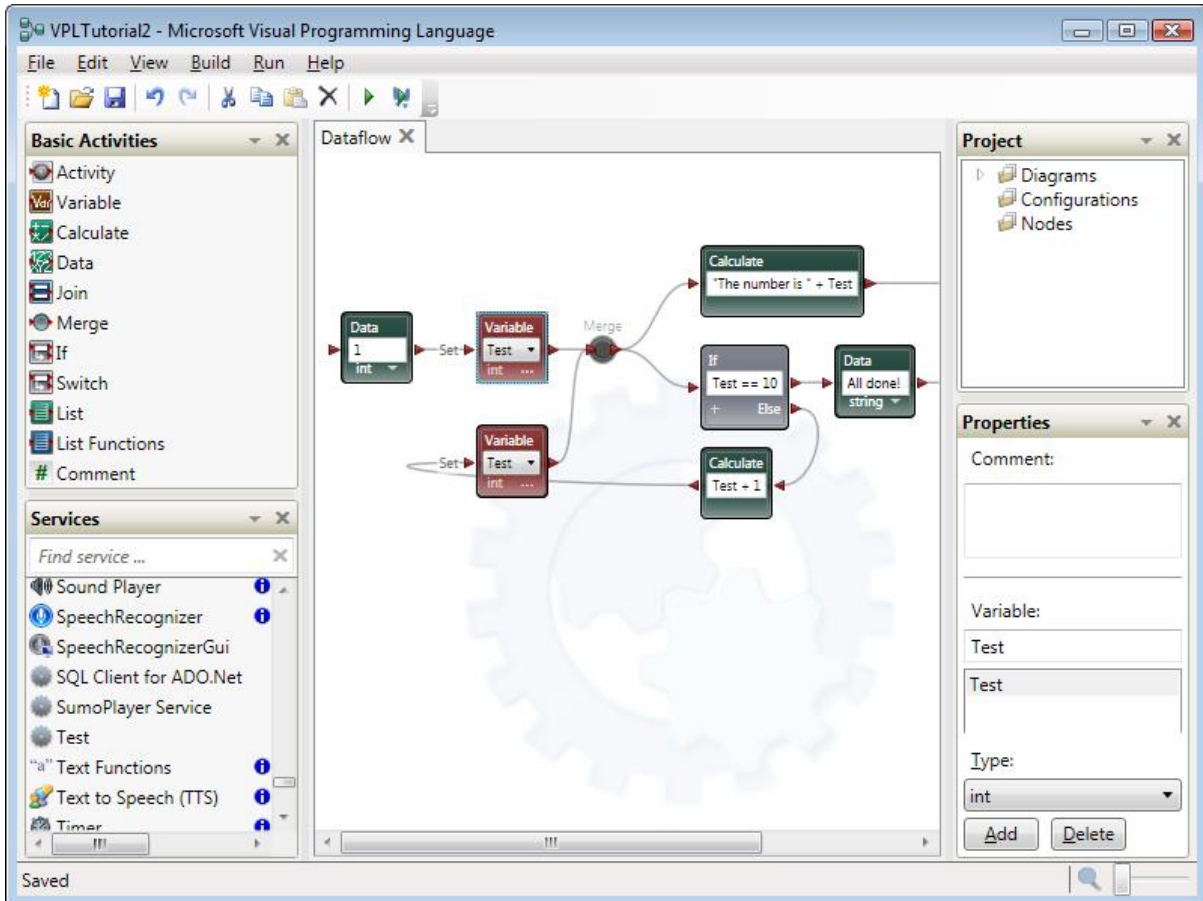 VPLTutorial2 - Microsoft Visual Programming Language
File Edit View Build Run Help
Basic Activities
Activity
Variable
Calculate
Data
Join
Merge
If
Switch
List
List Functions
# Comment
Services
Find service ...
Sound Player
SpeechRecognizer
SpeechRecognizerGui
SQL Client for ADO.Net
SumoPlayer Service
Test
"a" Text Functions
Text to Speech (TTS)
Timer
Dataflow
Data
1
int
Set
Variable
Test
int ...
Merge
Calculate
"The number is " + Test
If
Test == 10
+ Else
Data
All done!
string
Set
Variable
Test
int ...
Calculate
Test + 1
Project
Diagrams
Configurations
Nodes
Properties
Comment:
Variable:
Test
Test
Type:
int
Add Delete
Saved